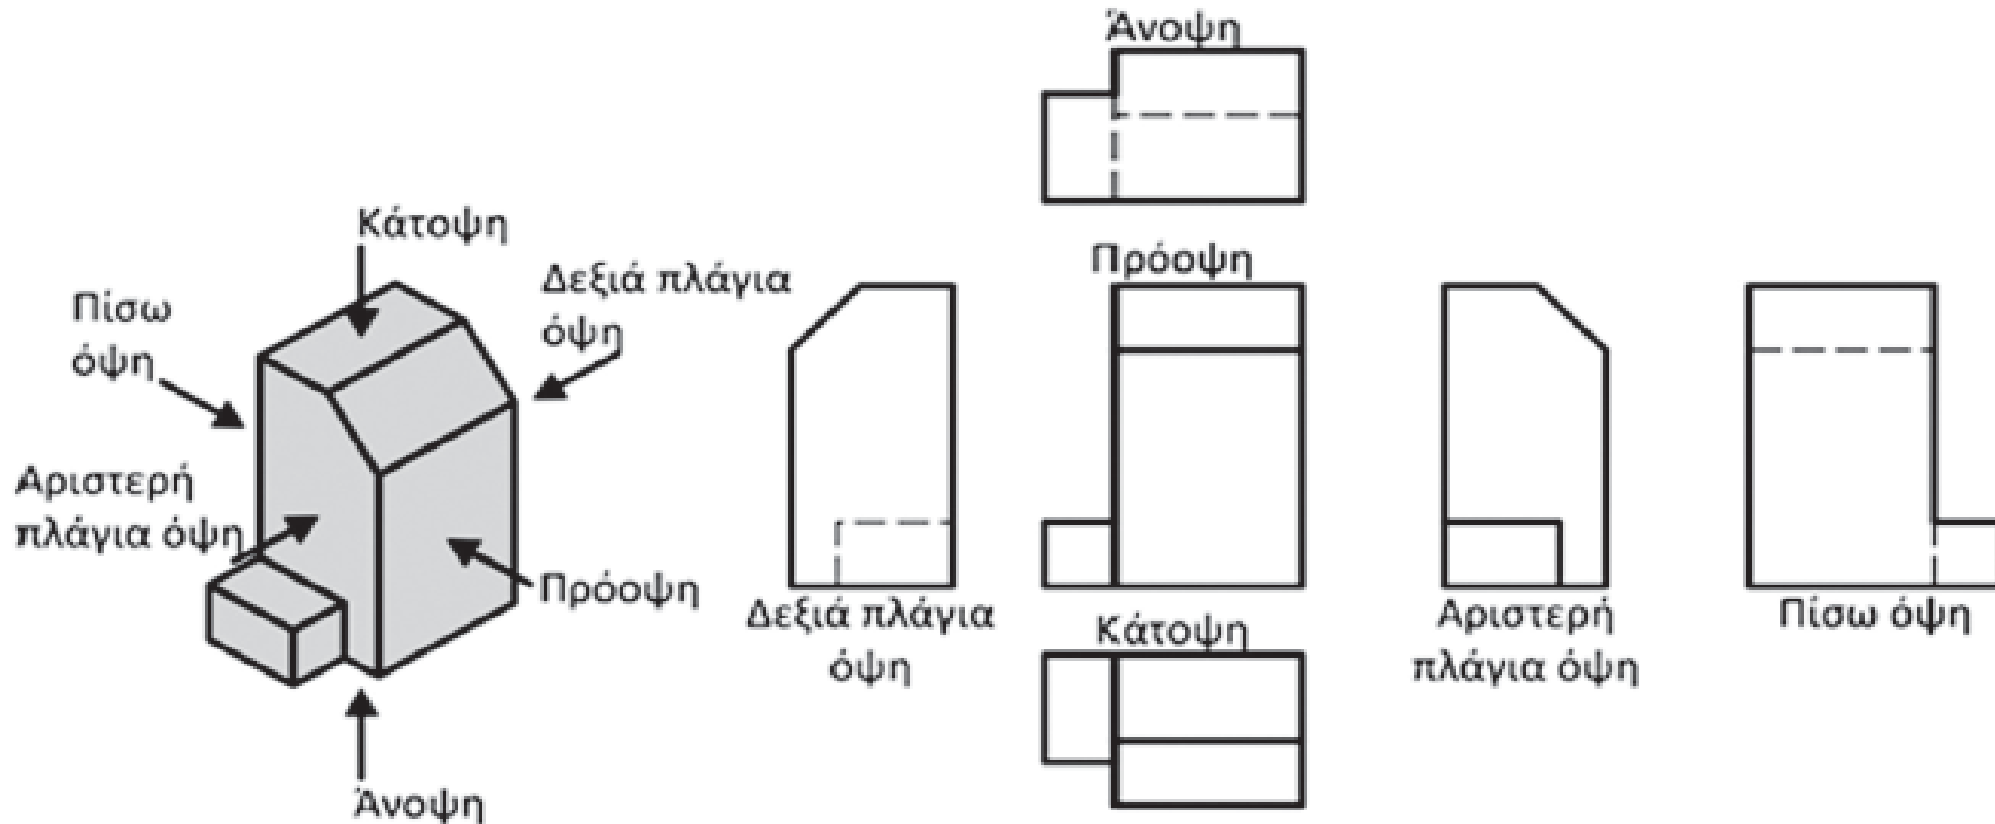 Κάτοψη
Πίσω
όψη
Δεξιά πλάγια
όψη
Αριστερή
πλάγια όψη
Πρόοψη
Άνοψη
Άνοψη
Πρόοψη
Δεξιά πλάγια
όψη
Κάτοψη
Αριστερή
πλάγια όψη
Πίσω όψη